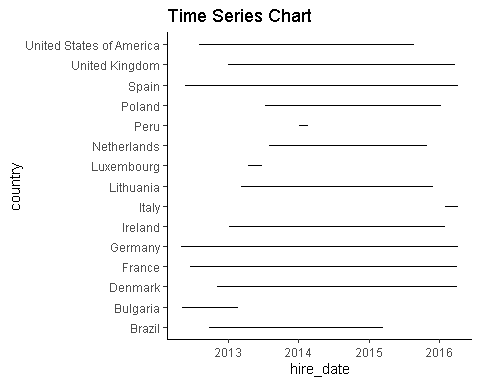 Time Series Chart
United States of America
United Kingdom
Spain
Poland
Peru
Netherlands
Luxembourg
Lithuania
Italy
Ireland
Germany
France
Denmark
Bulgaria
Brazil
country
2013 2014 2015 2016
hire_date